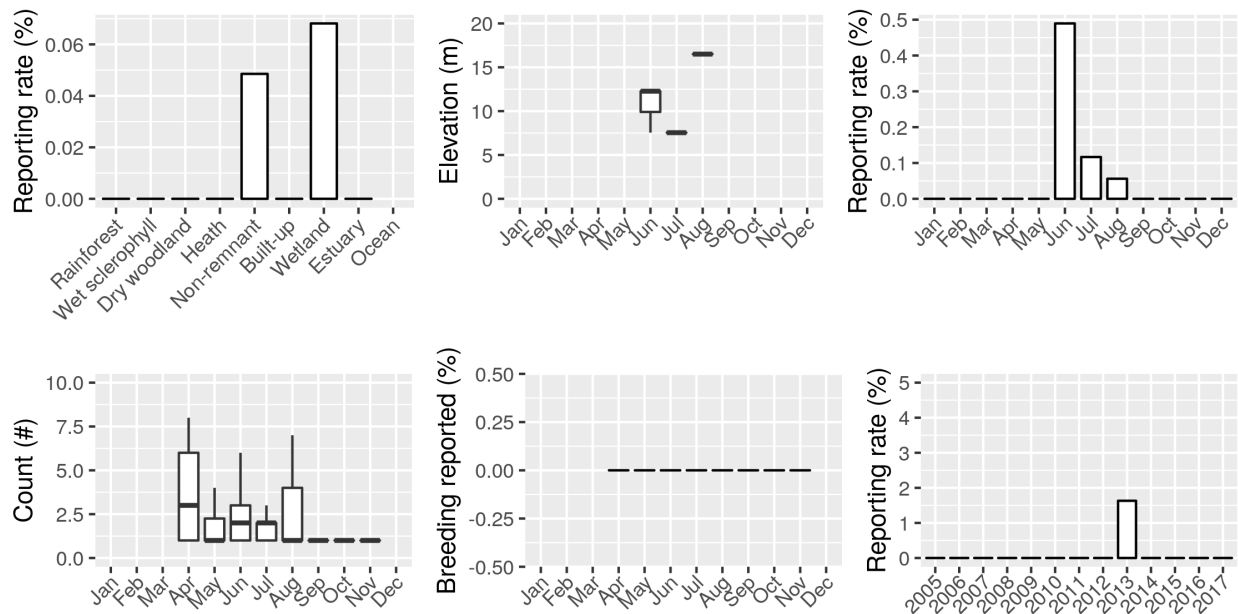 Reporting rate (%)
0.06
0.04
0.02
0.00
Rainforest
Wet sclerophyll
Dry woodland
Heath
Non-remnant
Built-up
Wetland
Estuary
Ocean
Elevation (m)
20
15
10
5
0
Jan
Feb
Mar
Apr
May
Jun
Jul
Aug
Sep
Oct
Nov
Dec
Reporting rate (%)
0.5
0.4
0.3
0.2
0.1
0.0
Jan
Feb
Mar
Apr
May
Jun
Jul
Aug
Sep
Oct
Nov
Dec
Count (#)
10.0
7.5
5.0
2.5
0.0
Jan
Feb
Mar
Apr
May
Jun
Jul
Aug
Sep
Oct
Nov
Dec
Breeding reported (%)
0.50
0.25
0.00
-0.25
-0.50
Jan
Feb
Mar
Apr
May
Jun
Jul
Aug
Sep
Oct
Nov
Dec
Reporting rate (%)
5
4
3
2
1
0
2005
2006
2007
2008
2009
2010
2011
2012
2013
2014
2015
2016
2017